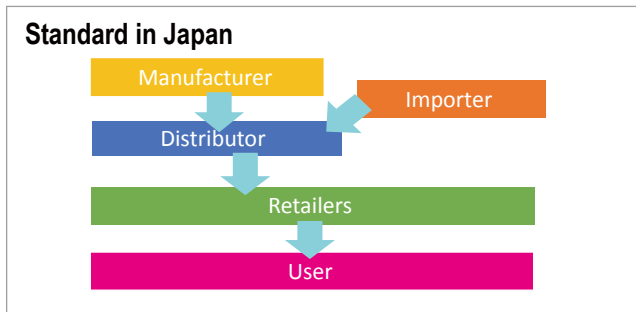 Standard in Japan
Manufacturer
Importer
Distributor
Retailers
User